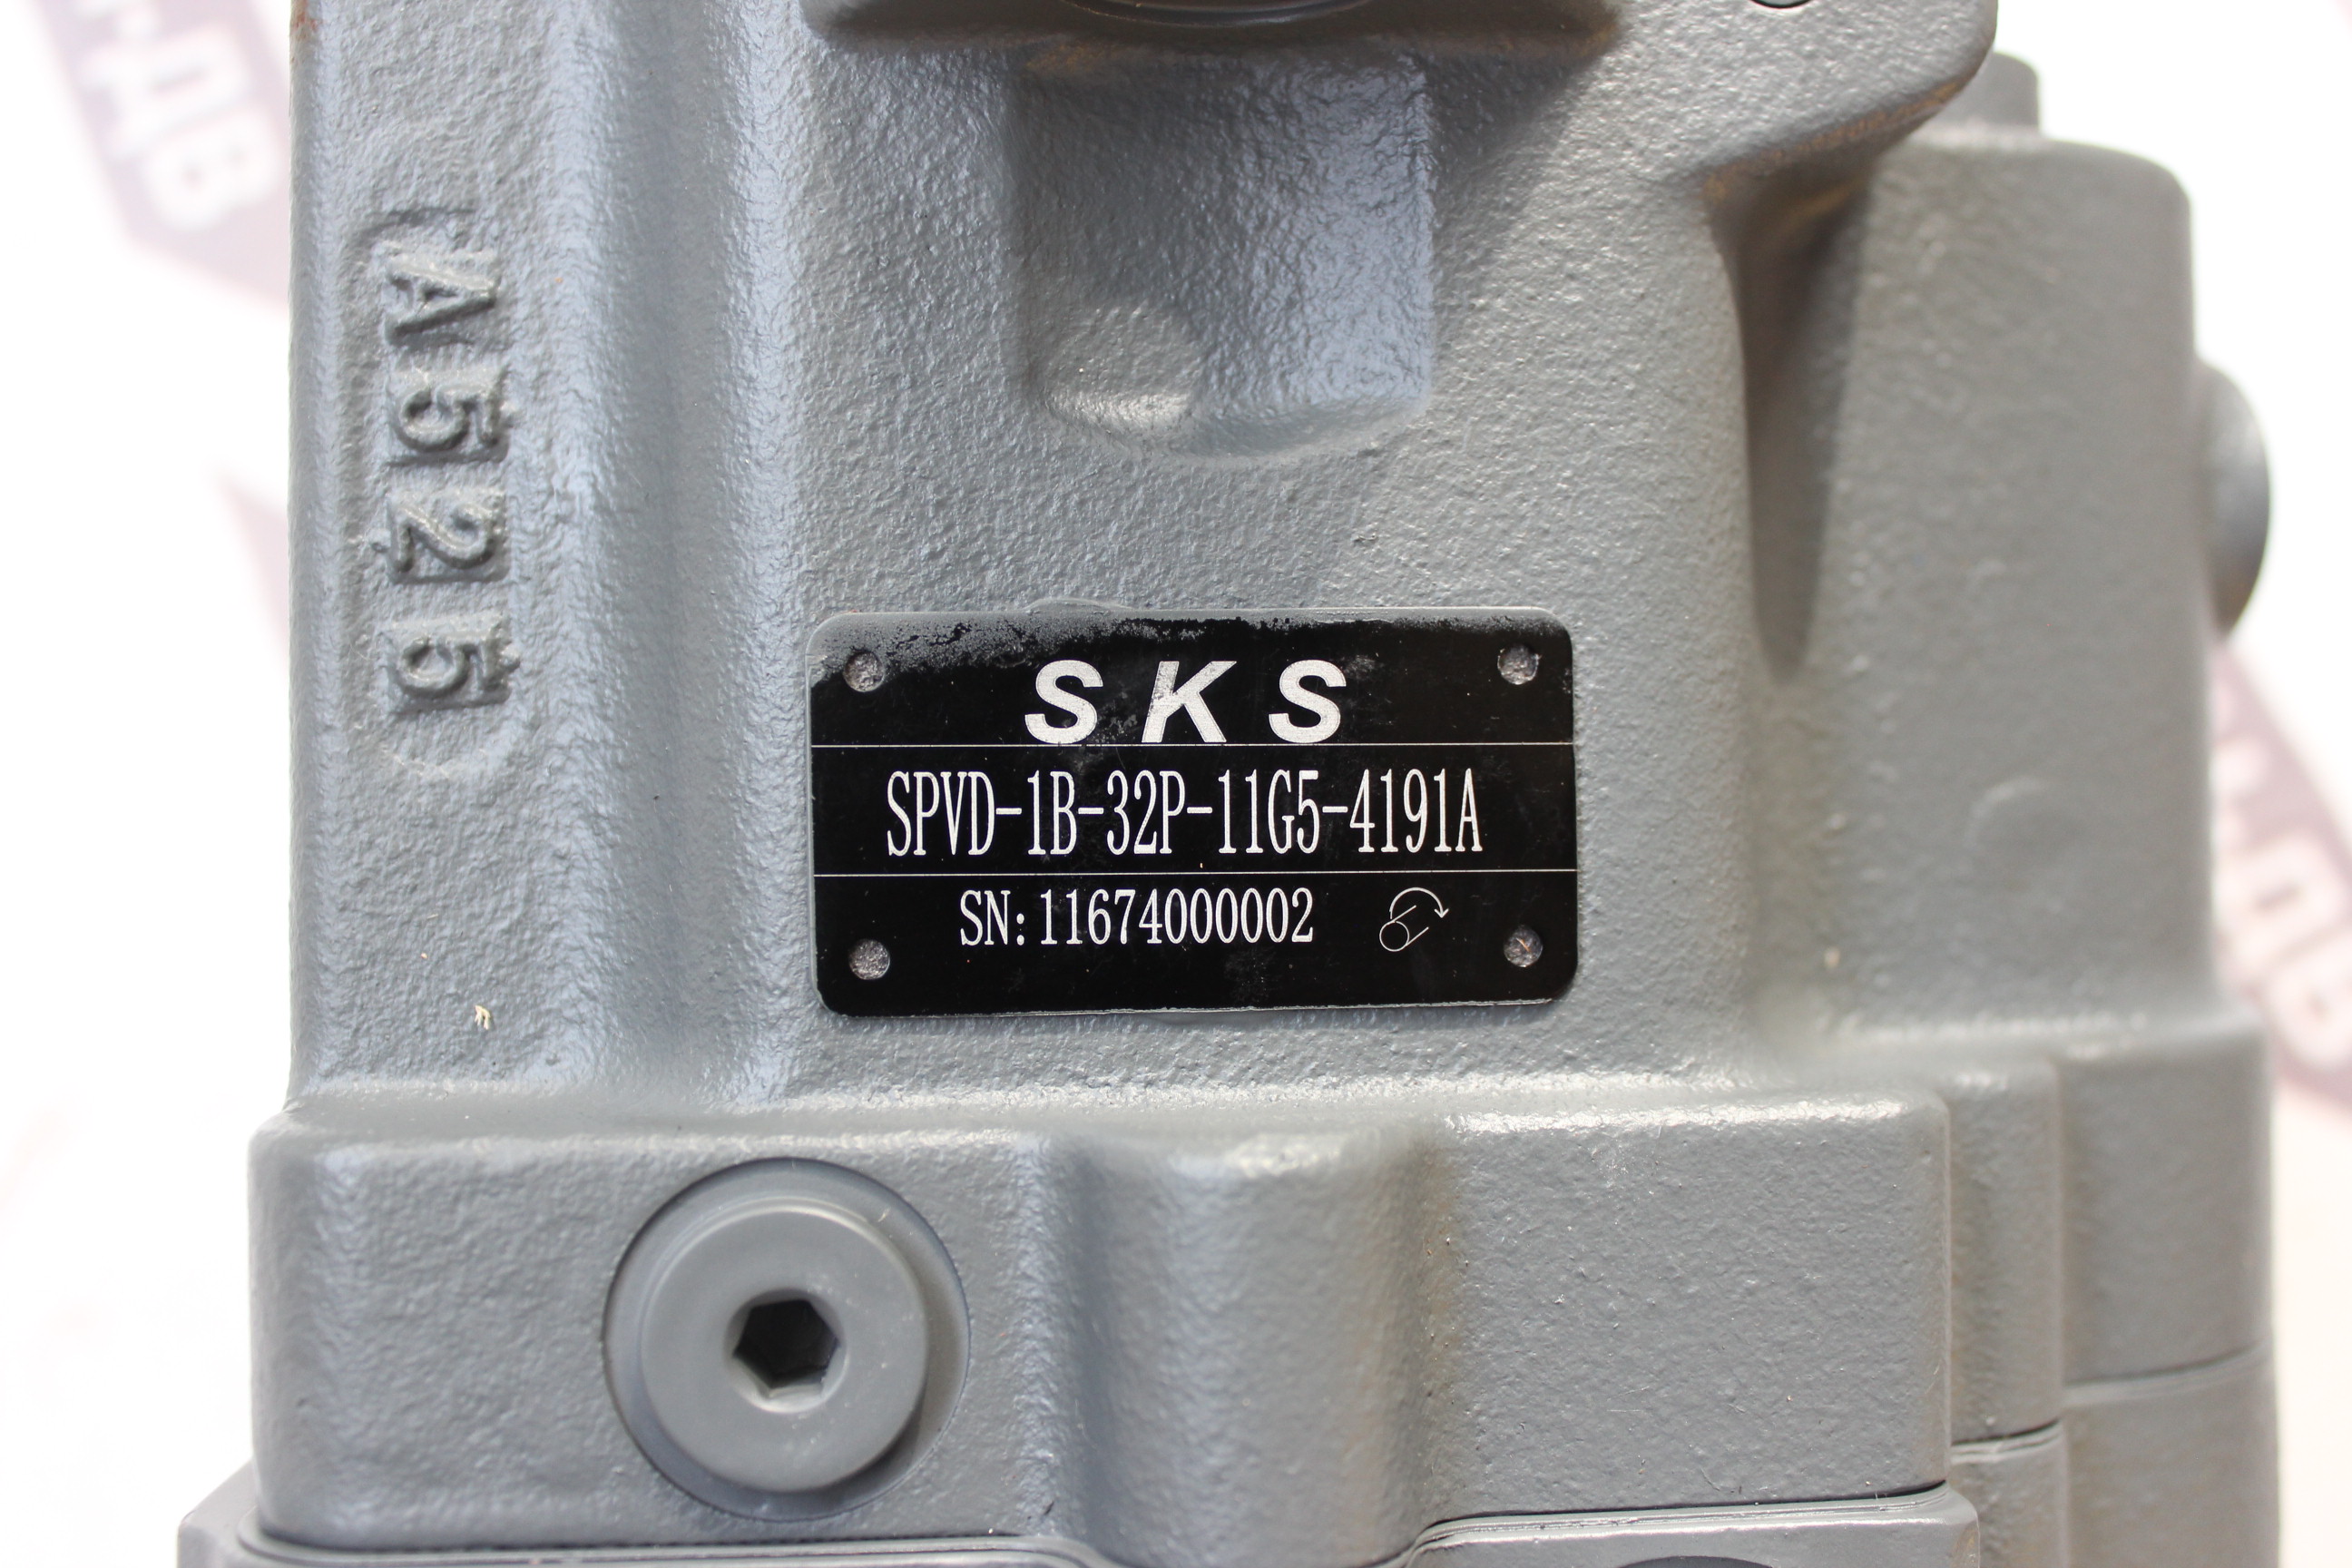 A525
SKS
SPVD-1B-32P-11G5-4191A
SN: 11674000002